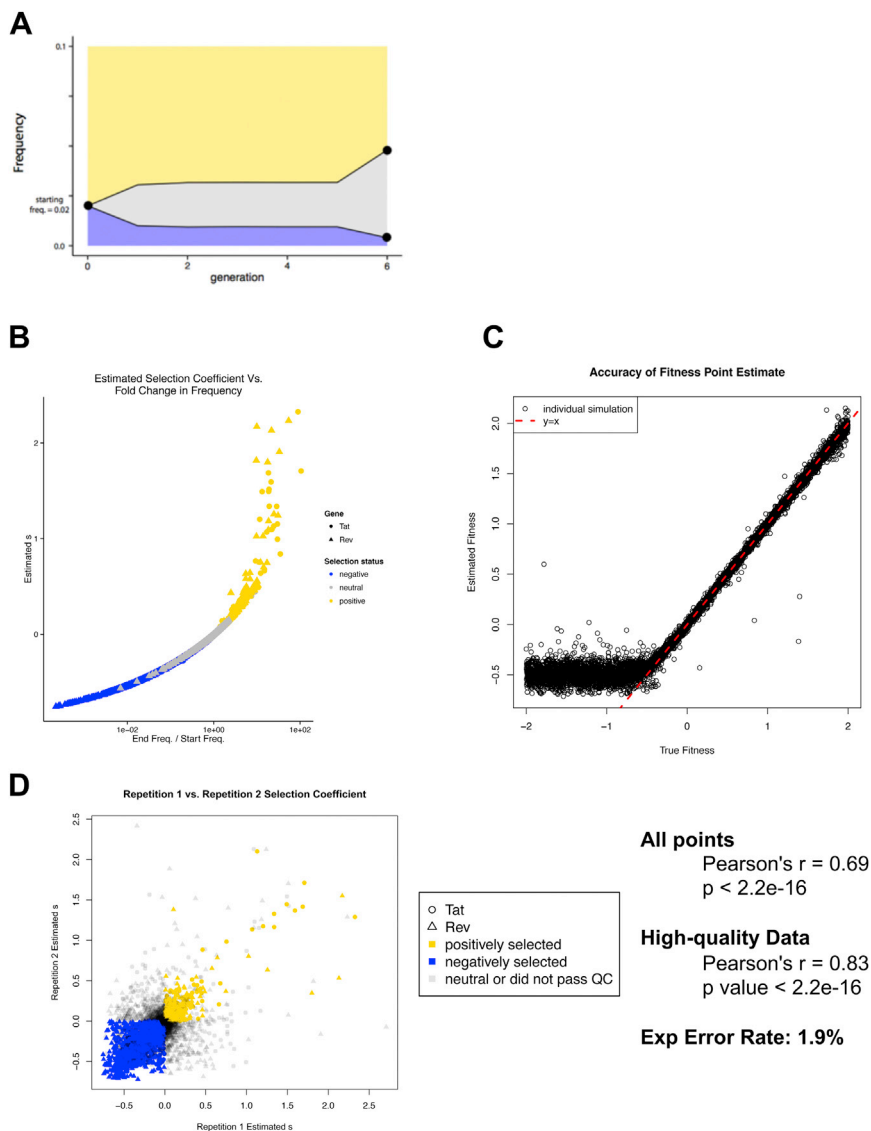 A
0.1
Frequency
starting
freq. = 0.02
0.0
0 2 4 6
generation
B
Estimated Selection Coefficient Vs.
Fold Change in Frequency
Estimated s
2
1
0
1e-02 1e+00 1e+02
End Freq. / Start Freq.
Gene
Tat
Rev
Selection status
negative
neutral
positive
C
Accuracy of Fitness Point Estimate
individual simulation
y=x
Estimated Fitness
2.0
1.5
1.0
0.5
0.0
-0.5
-2 -1 0 1 2
True Fitness
D
Repetition 1 vs. Repetition 2 Selection Coefficient
Repetition 2 Estimated s
2.5
2.0
1.5
1.0
0.5
0.0
-0.5
-0.5 0.0 0.5 1.0 1.5 2.0 2.5
Repetition 1 Estimated s
Tat
Rev
positively selected
negatively selected
neutral or did not pass QC
All points
Pearson's r = 0.69
p < 2.2e-16
High-quality Data
Pearson's r = 0.83
p value < 2.2e-16
Exp Error Rate: 1.9%